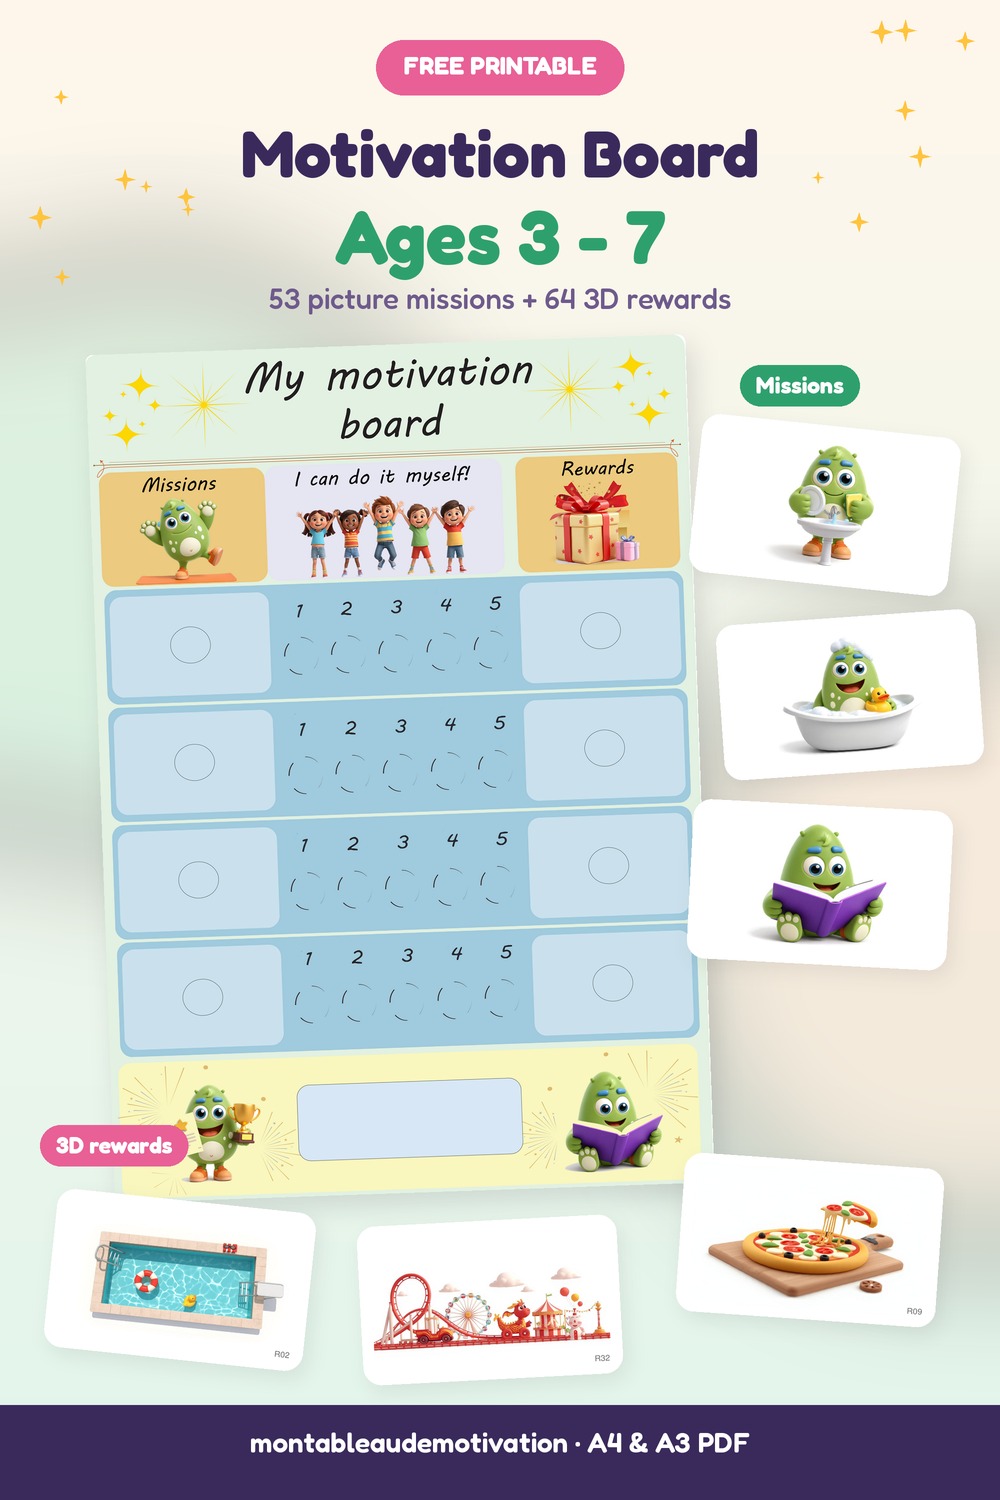 FREE PRINTABLE
Motivation Board
Ages 3 - 7
53 picture missions + 64 3D rewards
My motivation
board
Missions
Missions
I can do it myself!
Rewards
1 2 3 4 5
1 2 3 4 5
1 2 3 4 5
1 2 3 4 5
3D rewards
R02
R32
R09
montableaudemotivation · A4 & A3 PDF